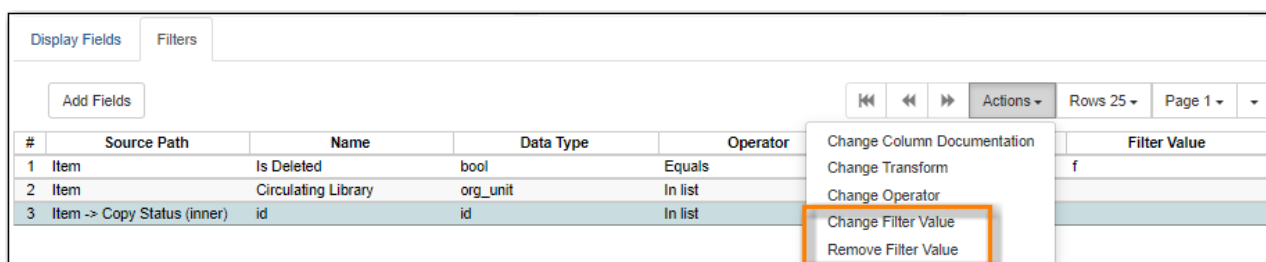 Display Fields Filters
Add Fields Actions Rows 25 Page 1
# Source Path Name Data Type Operator Filter Value
1 Item Is Deleted bool Equals f
2 Item Circulating Library org_unit In list
3 Item -> Copy Status (inner) id id In list
Change Column Documentation
Change Transform
Change Operator
Change Filter Value
Remove Filter Value